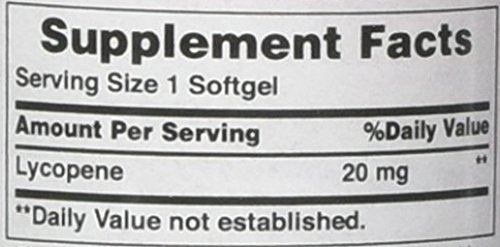 Supplement Facts
Serving Size 1 Softgel
Amount Per Serving %Daily Value
Lycopene 20 mg **
**Daily Value not established.